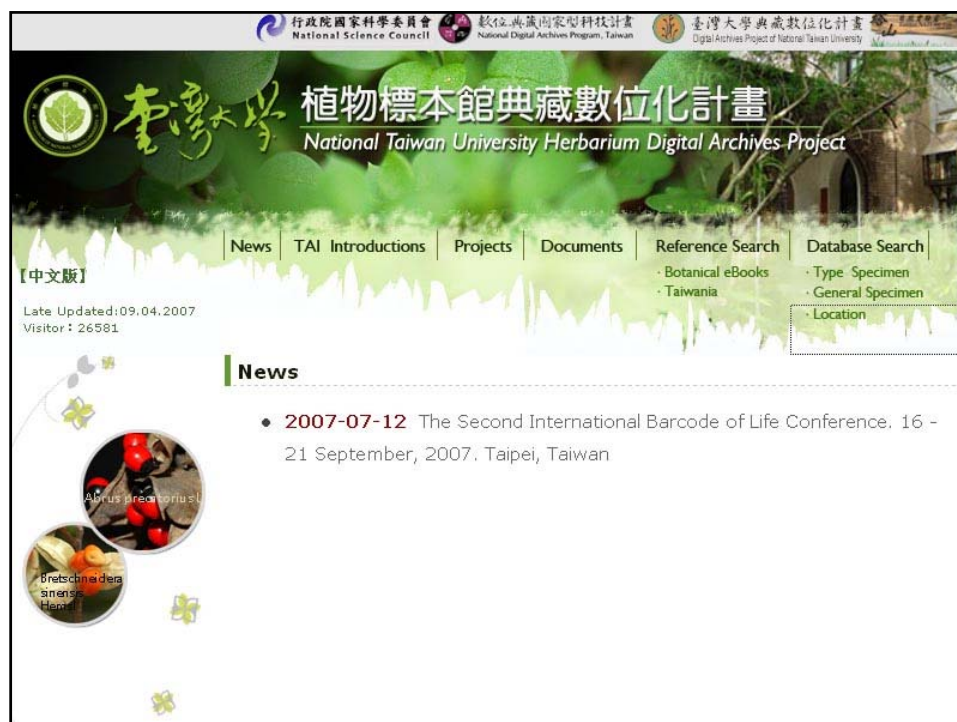 行政院國家科學委員會
National Science Council
數位典藏國家型科技計畫
National Digital Archives Program, Taiwan
臺灣大學典藏數位化計畫
Digital Archives Project of National Taiwan University
臺灣大學
植物標本館典藏數位化計畫
National Taiwan University Herbarium Digital Archives Project
News TAI Introductions Projects Documents Reference Search Database Search
· Botanical eBooks
· Taiwania
· Type Specimen
· General Specimen
· Location
【中文版】
Late Updated:09.04.2007
Visitor：26581
News
• 2007-07-12 The Second International Barcode of Life Conference. 16 -
21 September, 2007. Taipei, Taiwan
Abrus precatorius L
Bretschneidera
sinensis